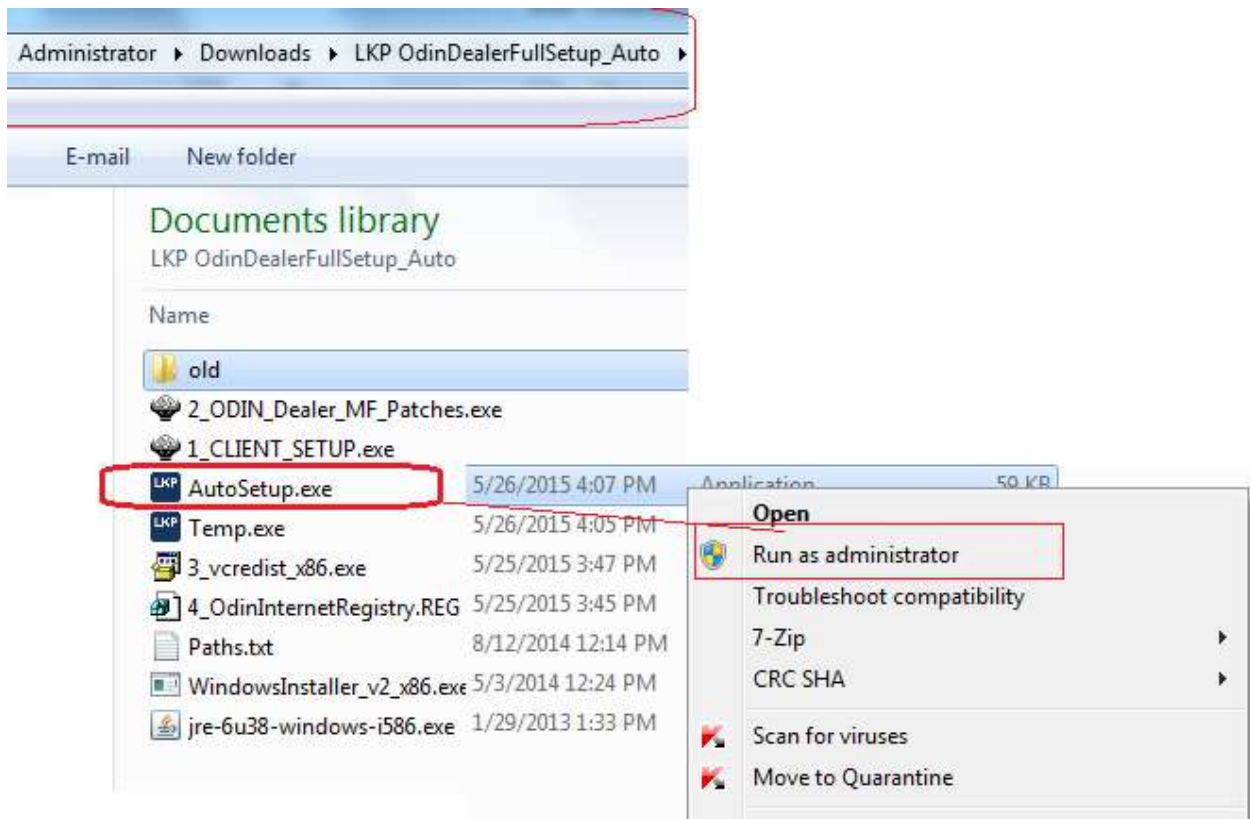 Administrator ▸ Downloads ▸ LKP OdinDealerFullSetup_Auto ▸
E-mail New folder
Documents library
LKP OdinDealerFullSetup_Auto
Name
old
2_ODIN_Dealer_MF_Patches.exe
1_CLIENT_SETUP.exe
LKP AutoSetup.exe 5/26/2015 4:07 PM Application 59 KB
LKP Temp.exe 5/26/2015 4:05 PM
3_vcredist_x86.exe 5/25/2015 3:47 PM
4_OdinInternetRegistry.REG 5/25/2015 3:45 PM
Paths.txt 8/12/2014 12:14 PM
WindowsInstaller_v2_x86.exe 5/3/2014 12:24 PM
jre-6u38-windows-i586.exe 1/29/2013 1:33 PM
Open
Run as administrator
Troubleshoot compatibility
7-Zip
CRC SHA
Scan for viruses
Move to Quarantine